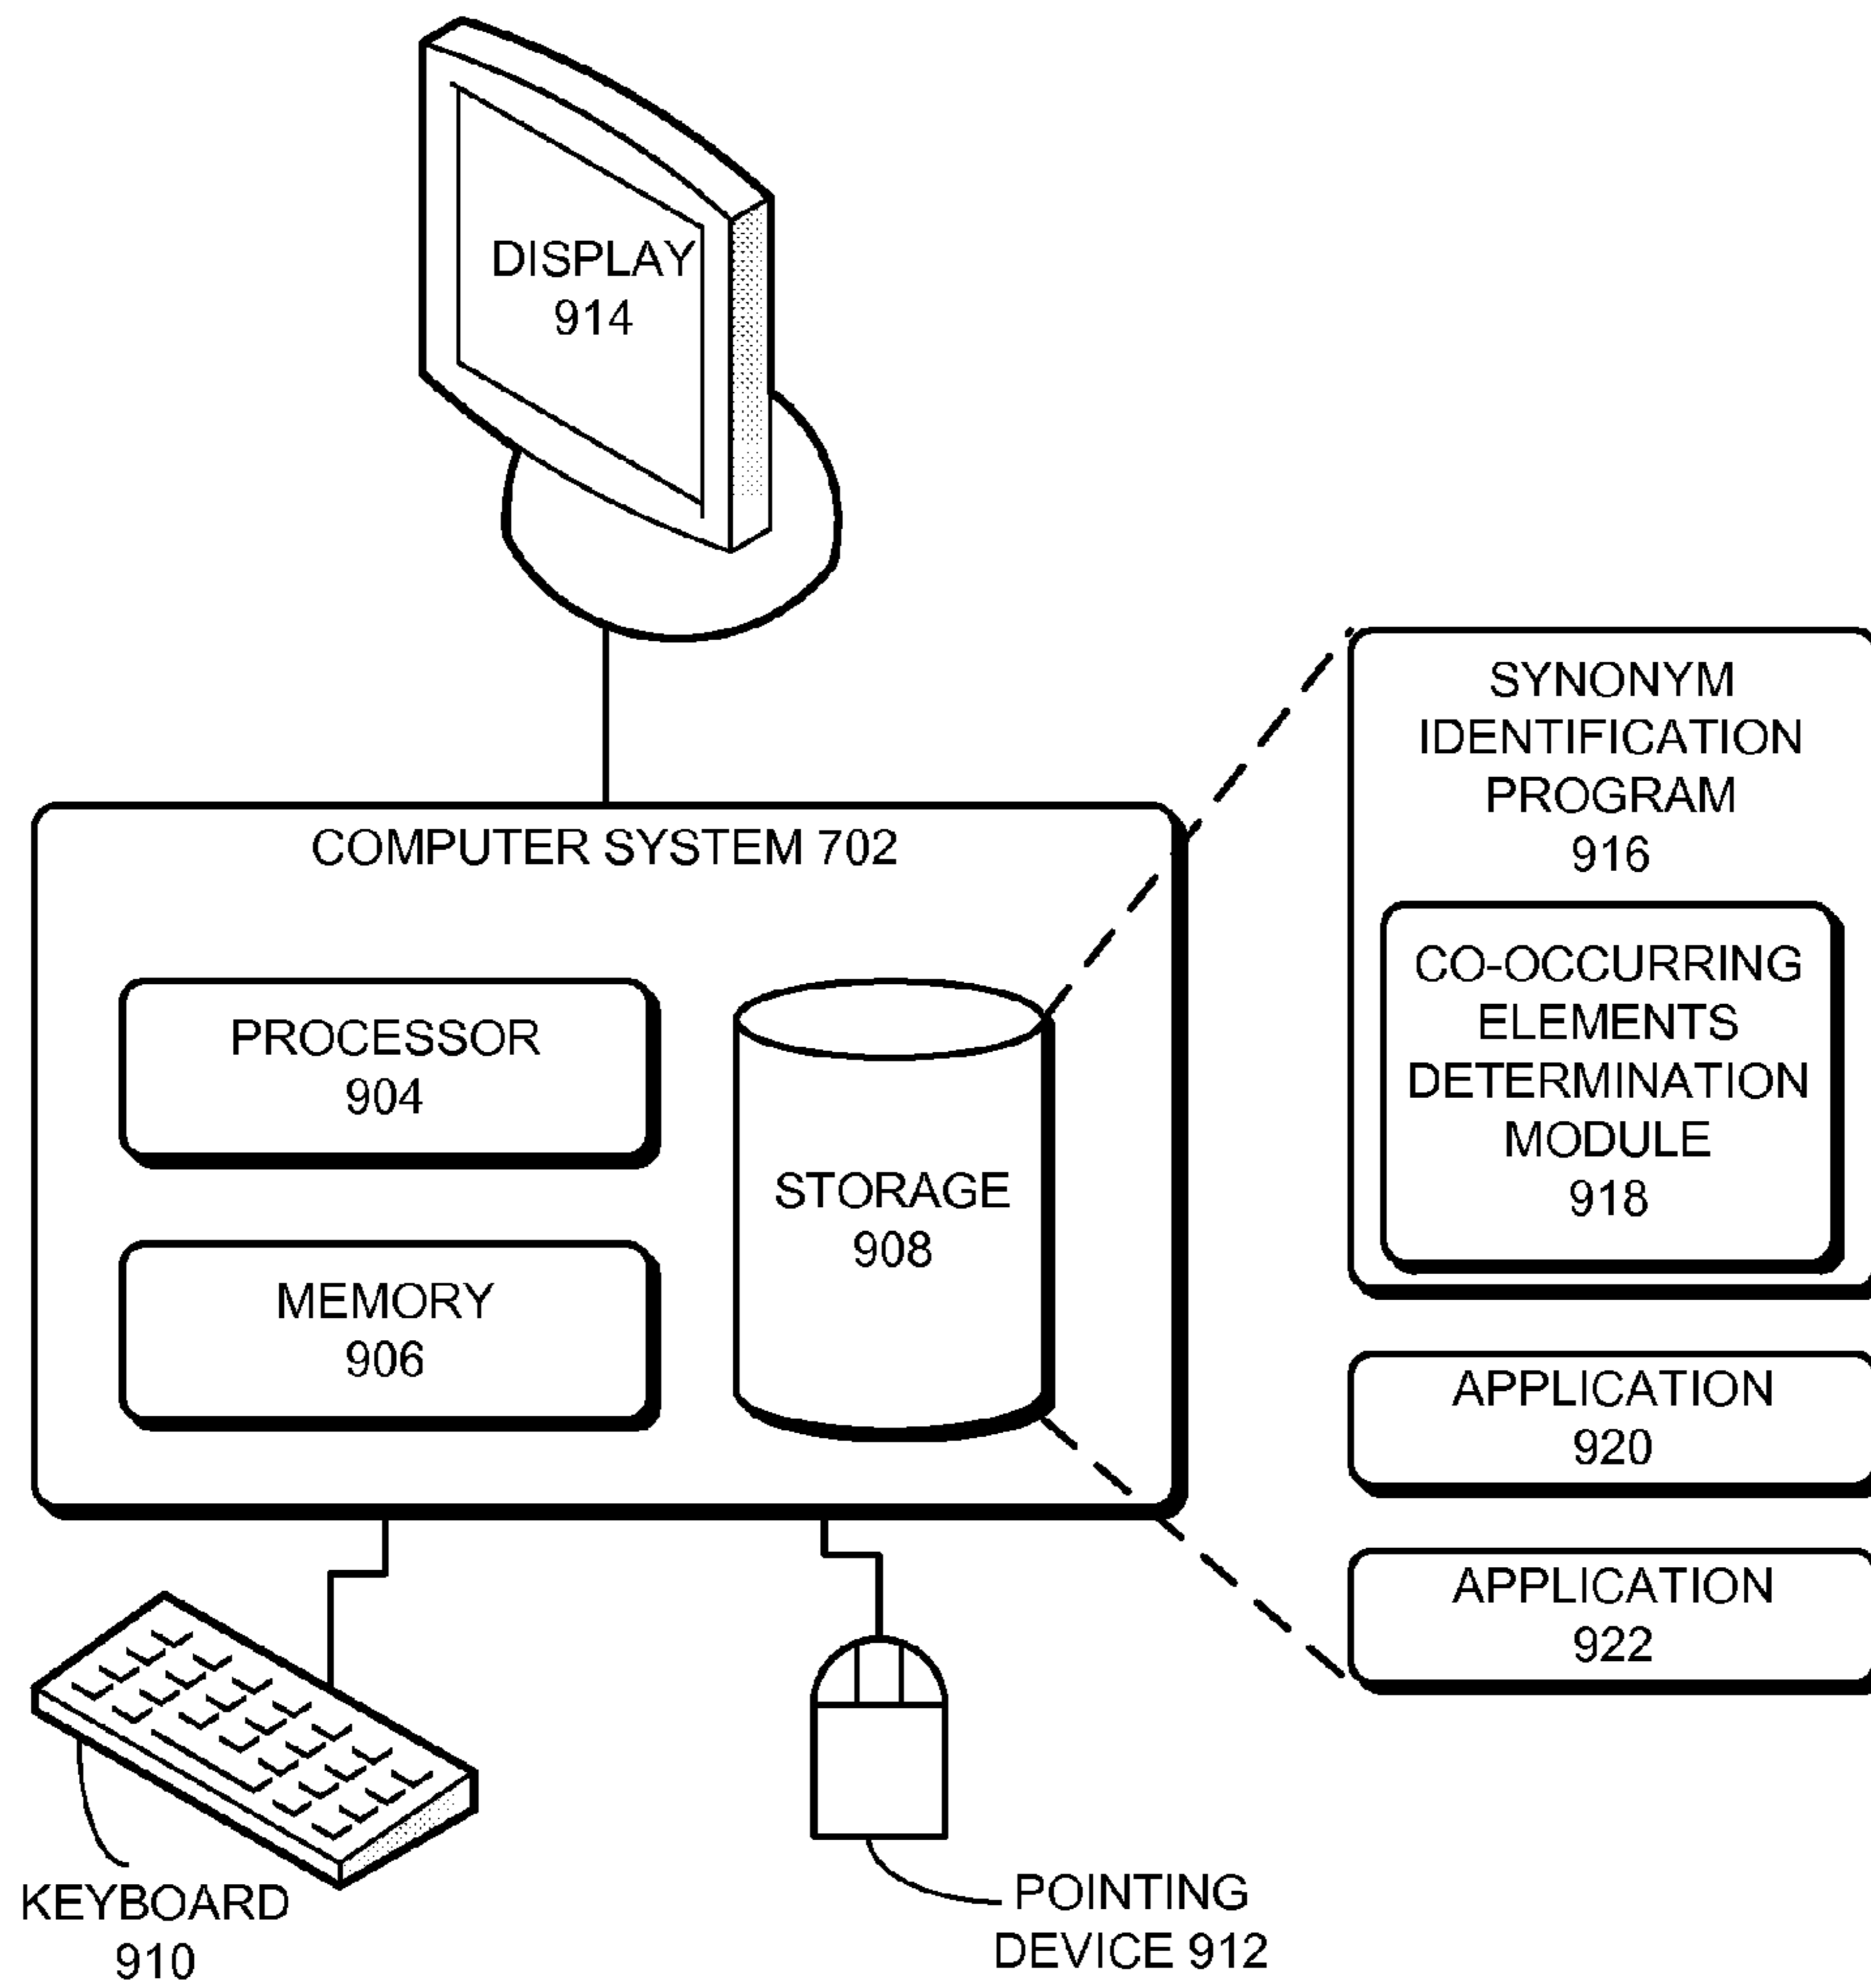 DISPLAY
914
COMPUTER SYSTEM 702
PROCESSOR
904
MEMORY
906
STORAGE
908
SYNONYM
IDENTIFICATION
PROGRAM
916
CO-OCCURRING
ELEMENTS
DETERMINATION
MODULE
918
APPLICATION
920
APPLICATION
922
KEYBOARD
910
POINTING
DEVICE 912